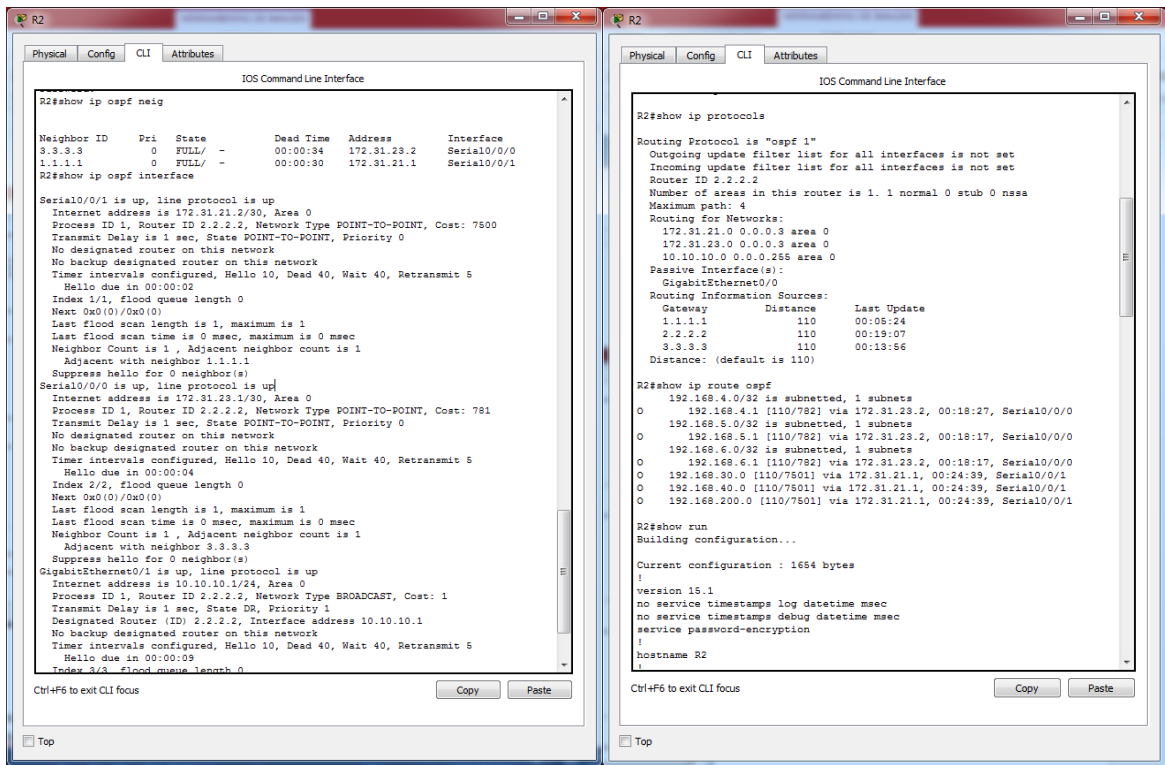 R2
Physical Config CLI Attributes
IOS Command Line Interface
R2#show ip ospf neig
Neighbor ID Pri State Dead Time Address Interface
3.3.3.3 0 FULL/ - 00:00:34 172.31.23.2 Serial0/0/0
1.1.1.1 0 FULL/ - 00:00:30 172.31.21.1 Serial0/0/1
R2#show ip ospf interface
Serial0/0/1 is up, line protocol is up
Internet address is 172.31.21.2/30, Area 0
Process ID 1, Router ID 2.2.2.2, Network Type POINT-TO-POINT, Cost: 7500
Transmit Delay is 1 sec, State POINT-TO-POINT, Priority 0
No designated router on this network
No backup designated router on this network
Timer intervals configured, Hello 10, Dead 40, Wait 40, Retransmit 5
Hello due in 00:00:02
Index 1/1, flood queue length 0
Next 0x0(0)/0x0(0)
Last flood scan length is 1, maximum is 1
Last flood scan time is 0 msec, maximum is 0 msec
Neighbor Count is 1 , Adjacent neighbor count is 1
Adjacent with neighbor 1.1.1.1
Suppress hello for 0 neighbor(s)
Serial0/0/0 is up, line protocol is up
Internet address is 172.31.23.1/30, Area 0
Process ID 1, Router ID 2.2.2.2, Network Type POINT-TO-POINT, Cost: 781
Transmit Delay is 1 sec, State POINT-TO-POINT, Priority 0
No designated router on this network
No backup designated router on this network
Timer intervals configured, Hello 10, Dead 40, Wait 40, Retransmit 5
Hello due in 00:00:04
Index 2/2, flood queue length 0
Next 0x0(0)/0x0(0)
Last flood scan length is 1, maximum is 1
Last flood scan time is 0 msec, maximum is 0 msec
Neighbor Count is 1 , Adjacent neighbor count is 1
Adjacent with neighbor 3.3.3.3
Suppress hello for 0 neighbor(s)
GigabitEthernet0/1 is up, line protocol is up
Internet address is 10.10.10.1/24, Area 0
Process ID 1, Router ID 2.2.2.2, Network Type BROADCAST, Cost: 1
Transmit Delay is 1 sec, State DR, Priority 1
Designated Router (ID) 2.2.2.2, Interface address 10.10.10.1
No backup designated router on this network
Timer intervals configured, Hello 10, Dead 40, Wait 40, Retransmit 5
Hello due in 00:00:09
Index 3/3, flood queue length 0
Ctrl+F6 to exit CLI focus
Copy Paste
Top
R2
Physical Config CLI Attributes
IOS Command Line Interface
R2#show ip protocols
Routing Protocol is "ospf 1"
Outgoing update filter list for all interfaces is not set
Incoming update filter list for all interfaces is not set
Router ID 2.2.2.2
Number of areas in this router is 1. 1 normal 0 stub 0 nssa
Maximum path: 4
Routing for Networks:
172.31.21.0 0.0.0.3 area 0
172.31.23.0 0.0.0.3 area 0
10.10.10.0 0.0.0.255 area 0
Passive Interface(s):
GigabitEthernet0/0
Routing Information Sources:
Gateway Distance Last Update
1.1.1.1 110 00:05:24
2.2.2.2 110 00:19:07
3.3.3.3 110 00:13:56
Distance: (default is 110)
R2#show ip route ospf
192.168.4.0/32 is subnetted, 1 subnets
O 192.168.4.1 [110/782] via 172.31.23.2, 00:18:27, Serial0/0/0
192.168.5.0/32 is subnetted, 1 subnets
O 192.168.5.1 [110/782] via 172.31.23.2, 00:18:17, Serial0/0/0
192.168.6.0/32 is subnetted, 1 subnets
O 192.168.6.1 [110/782] via 172.31.23.2, 00:18:17, Serial0/0/0
O 192.168.30.0 [110/7501] via 172.31.21.1, 00:24:39, Serial0/0/1
O 192.168.40.0 [110/7501] via 172.31.21.1, 00:24:39, Serial0/0/1
O 192.168.200.0 [110/7501] via 172.31.21.1, 00:24:39, Serial0/0/1
R2#show run
Building configuration...
Current configuration : 1654 bytes
!
version 15.1
no service timestamps log datetime msec
no service timestamps debug datetime msec
service password-encryption
!
hostname R2
!
Ctrl+F6 to exit CLI focus
Copy Paste
Top